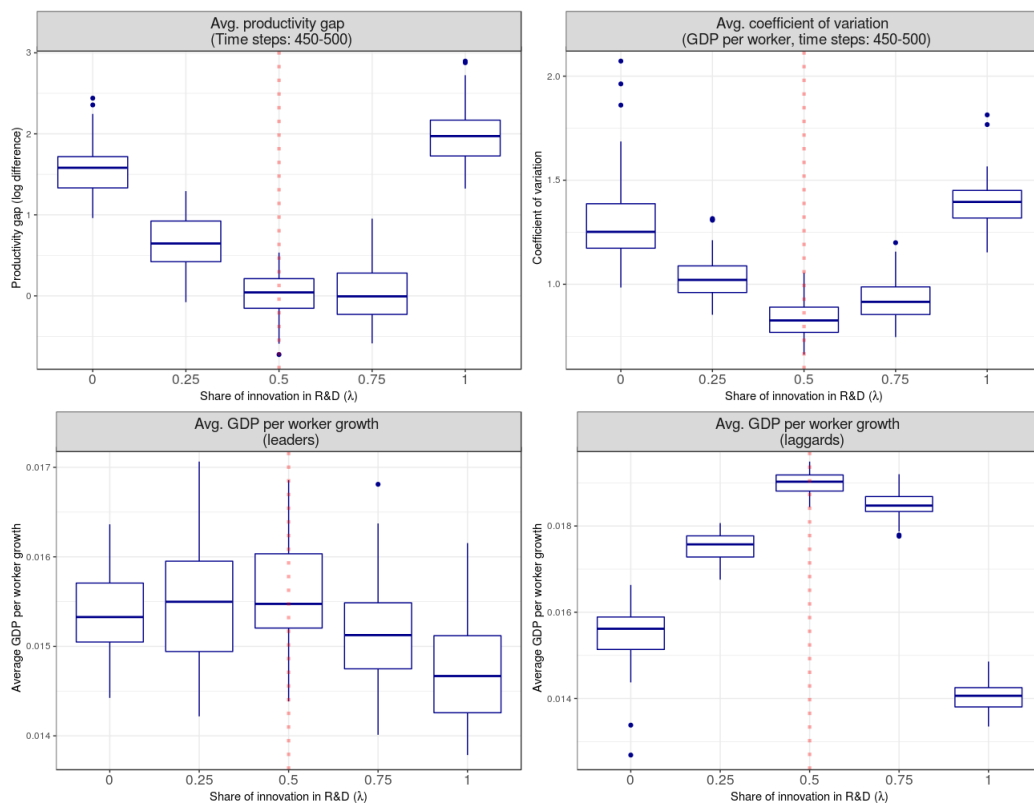 Avg. productivity gap
(Time steps: 450-500)
Productivity gap (log difference)
3
2
1
0
0 0.25 0.5 0.75 1
Share of innovation in R&D (λ)
Avg. coefficient of variation
(GDP per worker, time steps: 450-500)
Coefficient of variation
2.0
1.5
1.0
0 0.25 0.5 0.75 1
Share of innovation in R&D (λ)
Avg. GDP per worker growth
(leaders)
Average GDP per worker growth
0.017
0.016
0.015
0.014
0 0.25 0.5 0.75 1
Share of innovation in R&D (λ)
Avg. GDP per worker growth
(laggards)
Average GDP per worker growth
0.018
0.016
0.014
0 0.25 0.5 0.75 1
Share of innovation in R&D (λ)